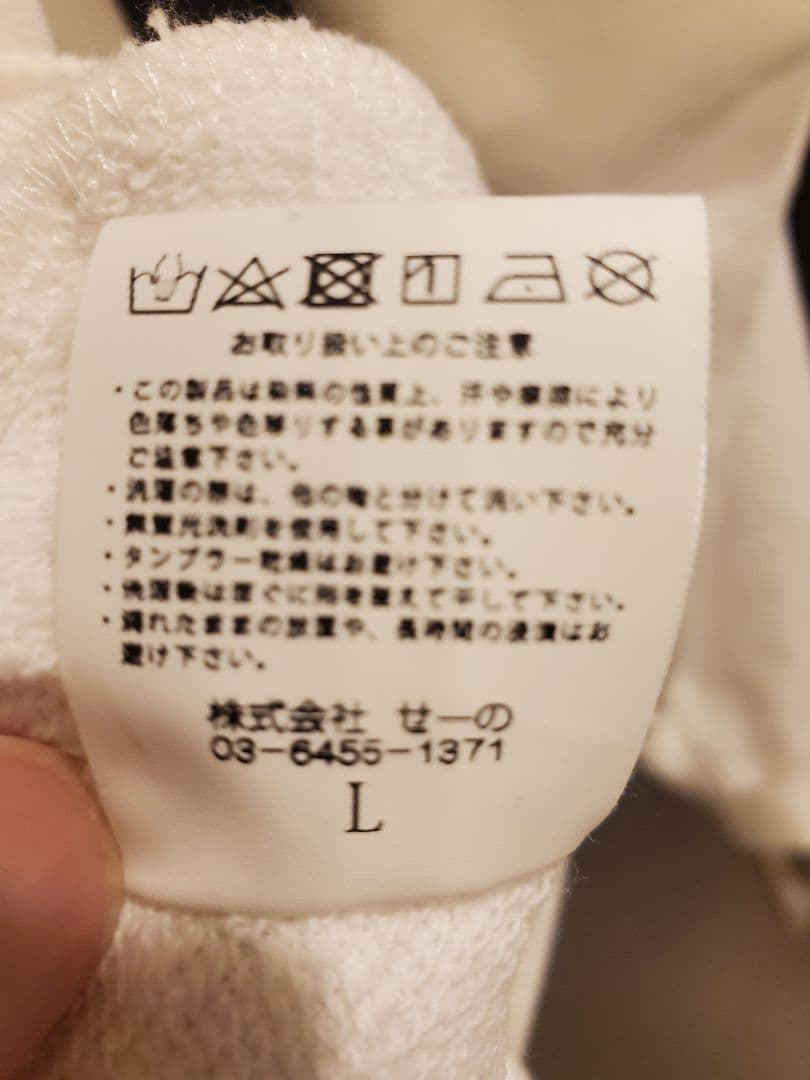 お取り扱い上のご注意
・この製品は染料の性質上、汗や摩擦により
色落ちや色移りする事がありますので充分
ご注意下さい。
・洗濯の際は、他の物と分けて洗い下さい。
・無蛍光洗剤を使用して下さい。
・タンブラー乾燥はお避け下さい。
・洗濯後は直ぐに形を整えて干して下さい。
・濡れたままの放置や、長時間の浸漬はお
避け下さい。
株式会社 せーの
03-6455-1371
L